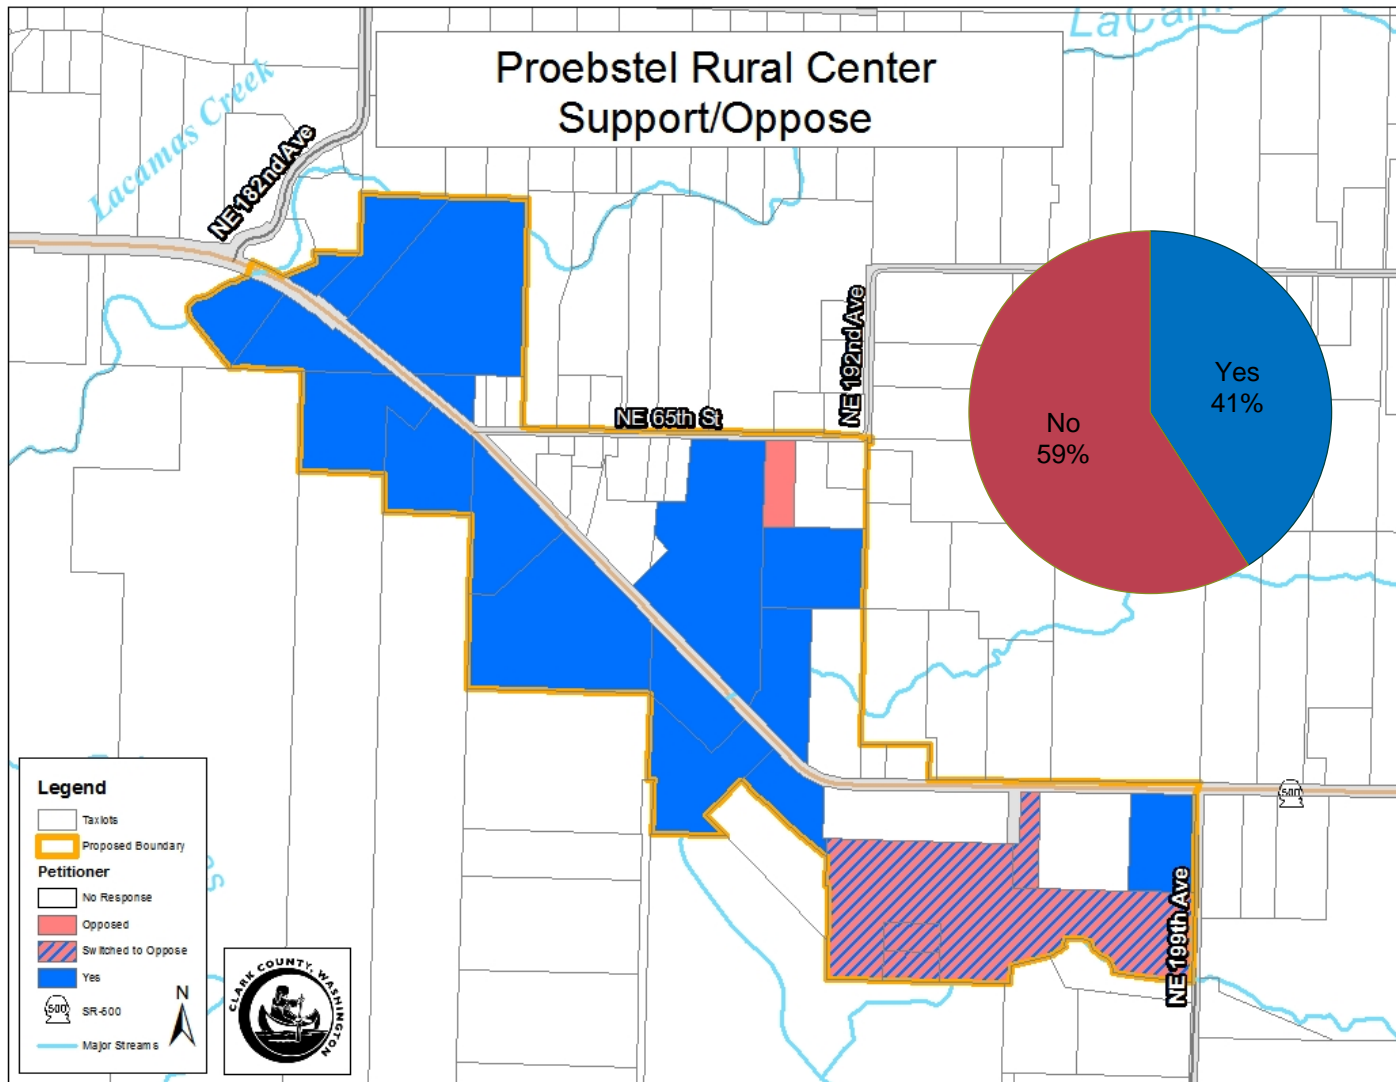 LaCam
Proebstel Rural Center
Support/Oppose
Lacamas Creek
NE 182nd Ave
NE 192nd Ave
NE 65th St
Yes
41%
No
59%
500
NE 199th Ave
Legend
Taxlots
Proposed Boundary
Petitioner
No Response
Opposed
Switched to Oppose
Yes
500 SR-500
Major Streams
N
CLARK COUNTY, WASHINGTON